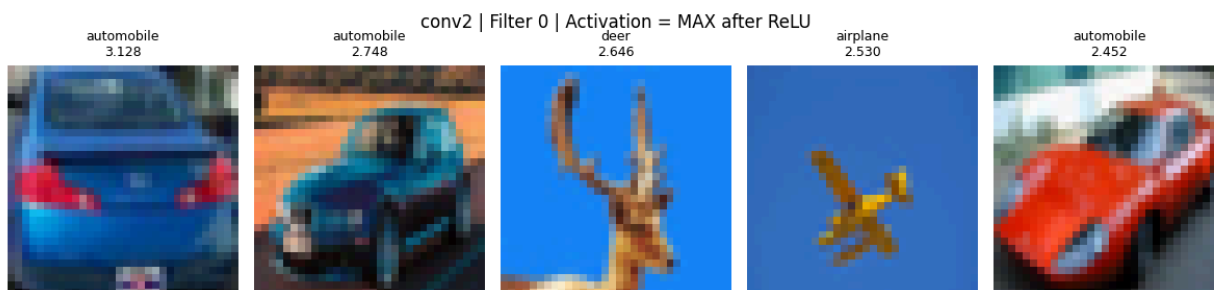 conv2 | Filter 0 | Activation = MAX after ReLU
automobile
3.128
automobile
2.748
deer
2.646
airplane
2.530
automobile
2.452